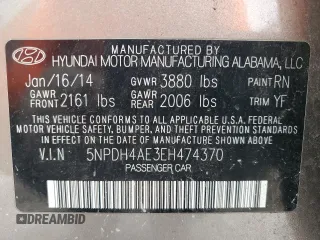 MANUFACTURED BY
HYUNDAI MOTOR MANUFACTURING ALABAMA, LLC
Jan/16/14 GVWR 3880 lbs PAINT RN
GAWR FRONT 2161 lbs GAWR REAR 2006 lbs TRIM YF
THIS VEHICLE CONFORMS TO ALL APPLICABLE U.S.A. FEDERAL
MOTOR VEHICLE SAFETY, BUMPER, AND THEFT PREVENTION
STANDARDS IN EFFECT ON THE DATE OF MANUFACTURE SHOWN ABOVE.
V.I.N 5NPDH4AE3EH474370
PASSENGER CAR
DREAMBID